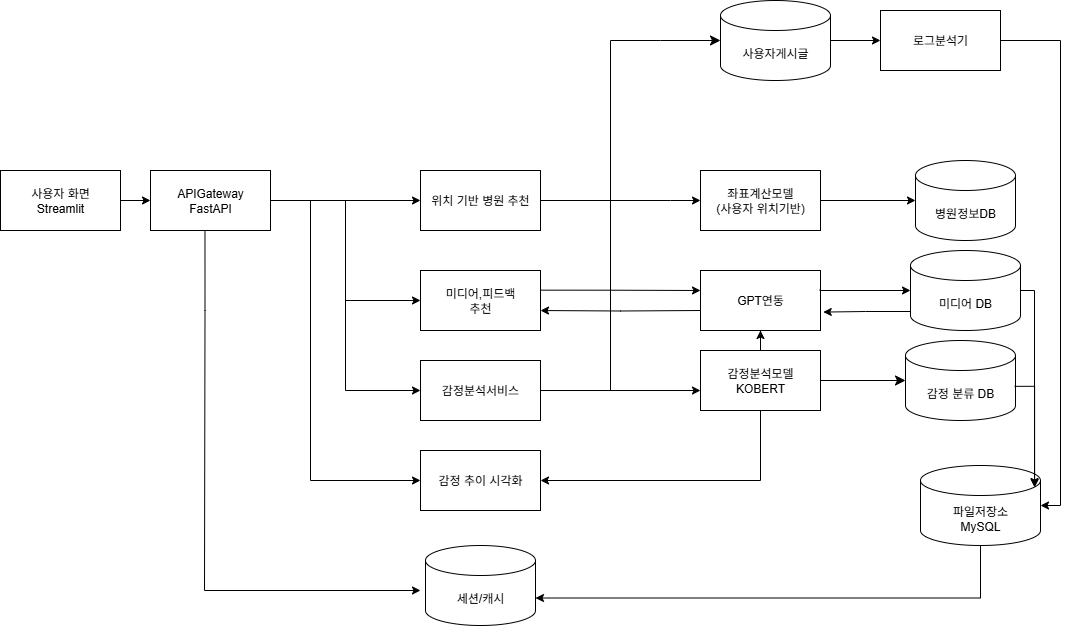 사용자게시글
로그분석기
사용자 화면
Streamlit
APIGateway
FastAPI
위치 기반 병원 추천
좌표계산모델
(사용자 위치기반)
병원정보DB
미디어,피드백
추천
GPT연동
미디어 DB
감정분석서비스
감정분석모델
KOBERT
감정 분류 DB
감정 추이 시각화
파일저장소
MySQL
세션/캐시